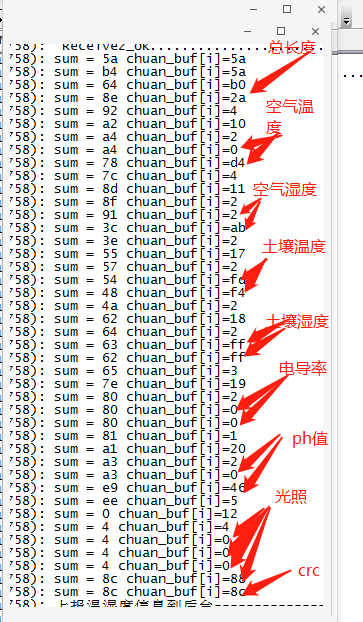 758): Receive2_ok......................
总长度
758): sum = 5a chuan_buf[i]=5a
758): sum = b4 chuan_buf[i]=5a
758): sum = 64 chuan_buf[i]=b0
758): sum = 8e chuan_buf[i]=2a
空气温度
758): sum = 92 chuan_buf[i]=4
758): sum = a2 chuan_buf[i]=10
758): sum = a4 chuan_buf[i]=2
758): sum = a4 chuan_buf[i]=0
758): sum = 78 chuan_buf[i]=d4
758): sum = 7c chuan_buf[i]=4
空气湿度
758): sum = 8d chuan_buf[i]=11
758): sum = 8f chuan_buf[i]=2
758): sum = 91 chuan_buf[i]=2
758): sum = 3c chuan_buf[i]=ab
758): sum = 3e chuan_buf[i]=2
土壤温度
758): sum = 55 chuan_buf[i]=17
758): sum = 57 chuan_buf[i]=2
758): sum = 54 chuan_buf[i]=fd
758): sum = 48 chuan_buf[i]=f4
758): sum = 4a chuan_buf[i]=2
土壤湿度
758): sum = 62 chuan_buf[i]=18
758): sum = 64 chuan_buf[i]=2
758): sum = 63 chuan_buf[i]=ff
758): sum = 62 chuan_buf[i]=ff
电导率
758): sum = 65 chuan_buf[i]=3
758): sum = 7e chuan_buf[i]=19
758): sum = 80 chuan_buf[i]=2
758): sum = 80 chuan_buf[i]=0
758): sum = 80 chuan_buf[i]=0
758): sum = 81 chuan_buf[i]=1
ph值
758): sum = a1 chuan_buf[i]=20
758): sum = a3 chuan_buf[i]=2
758): sum = a3 chuan_buf[i]=0
758): sum = e9 chuan_buf[i]=46
758): sum = ee chuan_buf[i]=5
光照
758): sum = 0 chuan_buf[i]=12
758): sum = 4 chuan_buf[i]=4
758): sum = 4 chuan_buf[i]=0
758): sum = 4 chuan_buf[i]=0
758): sum = 4 chuan_buf[i]=0
crc
758): sum = 8c chuan_buf[i]=88
758): sum = 8c chuan_buf[i]=8c
758): 上报温湿度信息到后台--------------